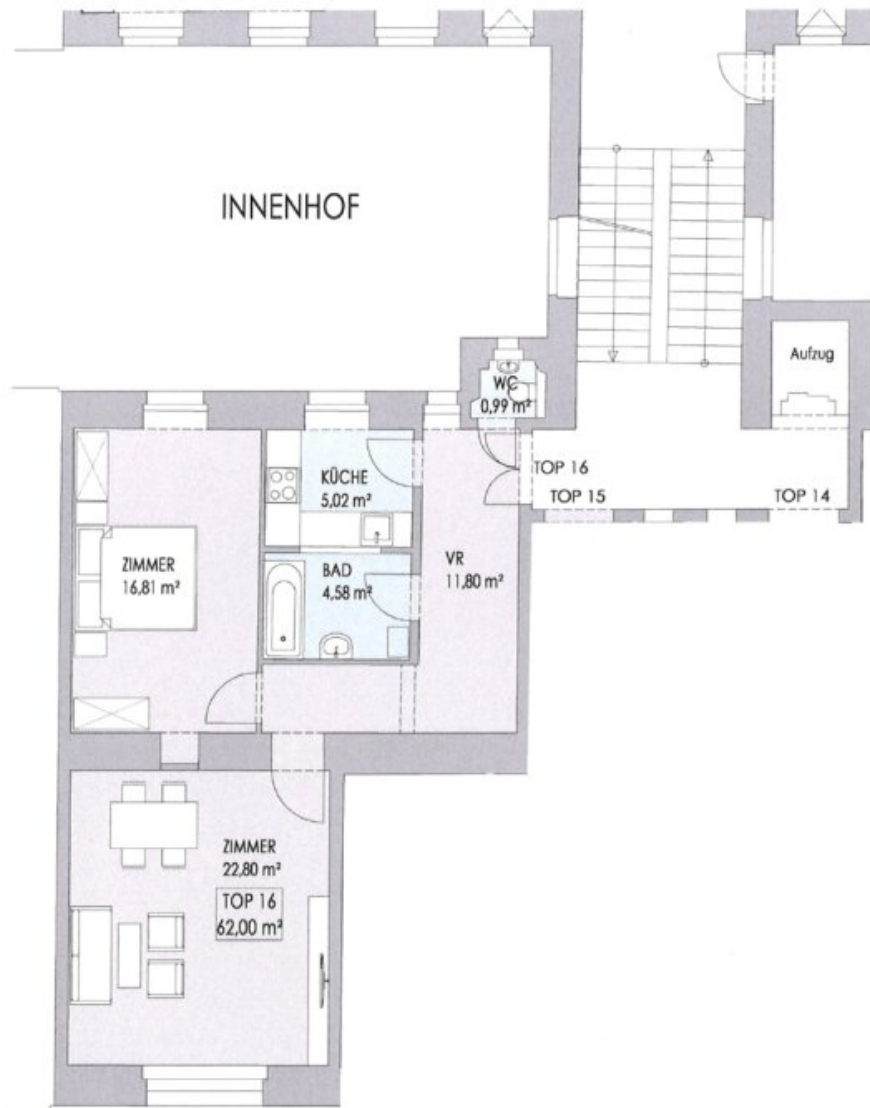 INNENHOF
Aufzug
WC
0,99 m²
TOP 16
TOP 15
TOP 14
KÜCHE
5,02 m²
ZIMMER
16,81 m²
BAD
4,58 m²
VR
11,80 m²
ZIMMER
22,80 m²
TOP 16
62,00 m²